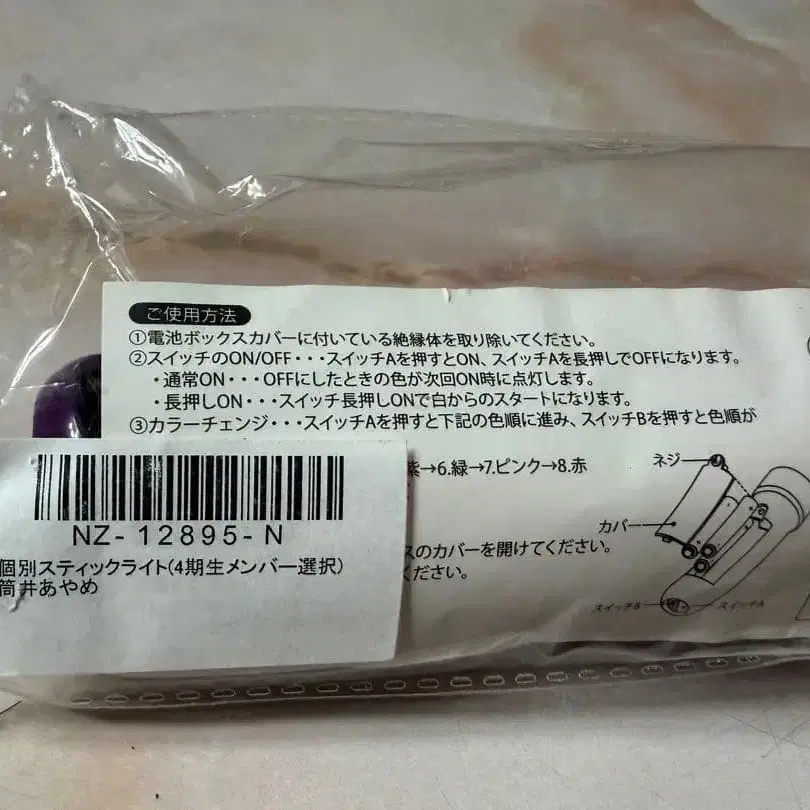 ご使用方法
①電池ボックスカバーに付いている絶縁体を取り除いてください。
②スイッチのON/OFF・・・スイッチAを押すとON、スイッチAを長押しでOFFになります。
・通常ON・・・OFFにしたときの色が次回ON時に点灯します。
・長押しON・・・スイッチ長押しONで白からのスタートになります。
③カラーチェンジ・・・スイッチAを押すと下記の色順に進み、スイッチBを押すと色順が
紫→6.緑→7.ピンク→8.赤
スのカバーを開けてください。
ください。
ネジ
カバー
スイッチB
スイッチA
NZ-12895-N
個別スティックライト(4期生メンバー選択)
筒井あやめ